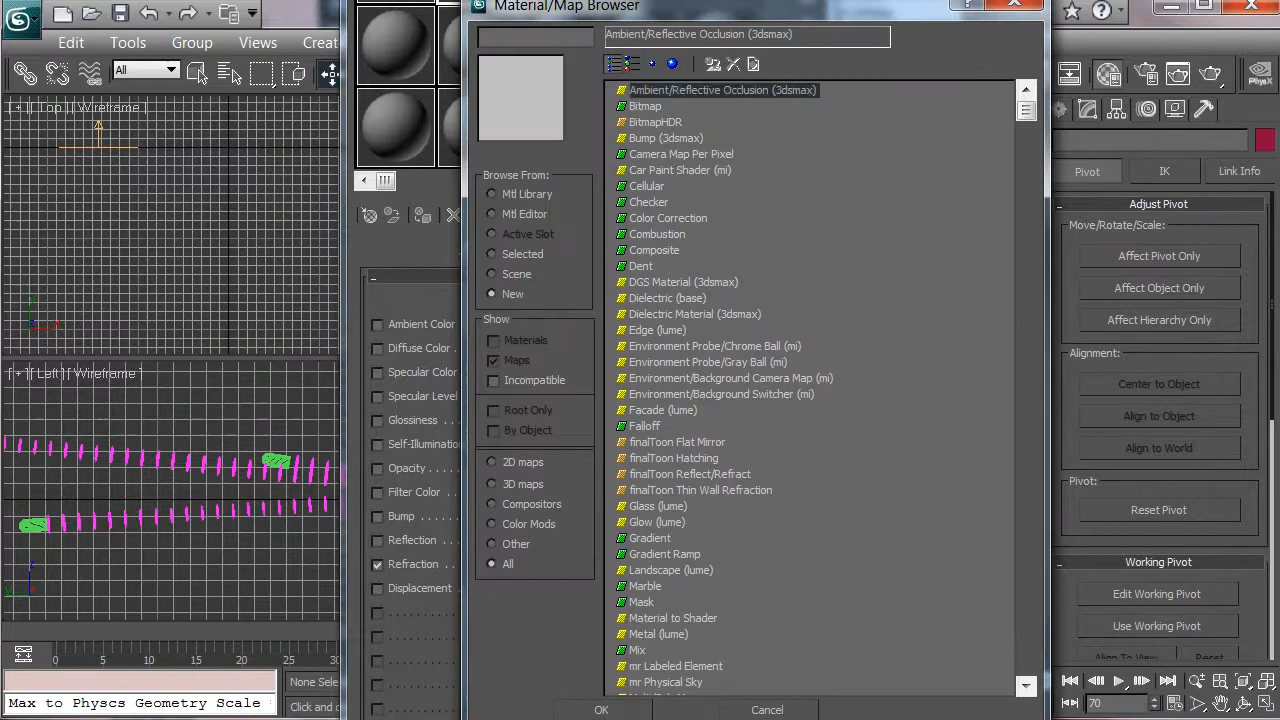 Material/Map Browser
Edit Tools Group Views Creat
All
[ + ][ Top ][ Wireframe ]
[ + ][ Left ][ Wireframe ]
0 5 10 15 20 25 30
Max to Physcs Geometry Scale
None Sele
Click and
Ambient Color
Diffuse Color
Specular Color
Specular Level
Glossiness
Self-Illumination
Opacity
Filter Color
Bump
Reflection
Refraction
Displacement
Browse From:
Mtl Library
Mtl Editor
Active Slot
Selected
Scene
New
Show
Materials
Maps
Incompatible
Root Only
By Object
2D maps
3D maps
Compositors
Color Mods
Other
All
Ambient/Reflective Occlusion (3dsmax)
Ambient/Reflective Occlusion (3dsmax)
Bitmap
BitmapHDR
Bump (3dsmax)
Camera Map Per Pixel
Car Paint Shader (mi)
Cellular
Checker
Color Correction
Combustion
Composite
Dent
DGS Material (3dsmax)
Dielectric (base)
Dielectric Material (3dsmax)
Edge (lume)
Environment Probe/Chrome Ball (mi)
Environment Probe/Gray Ball (mi)
Environment/Background Camera Map (mi)
Environment/Background Switcher (mi)
Facade (lume)
Falloff
finalToon Flat Mirror
finalToon Hatching
finalToon Reflect/Refract
finalToon Thin Wall Refraction
Glass (lume)
Glow (lume)
Gradient
Gradient Ramp
Landscape (lume)
Marble
Mask
Material to Shader
Metal (lume)
Mix
mr Labeled Element
mr Physical Sky
OK
Cancel
PhysX
Pivot IK Link Info
Adjust Pivot
Move/Rotate/Scale:
Affect Pivot Only
Affect Object Only
Affect Hierarchy Only
Alignment:
Center to Object
Align to Object
Align to World
Pivot:
Reset Pivot
Working Pivot
Edit Working Pivot
Use Working Pivot
Align To View
Reset
70